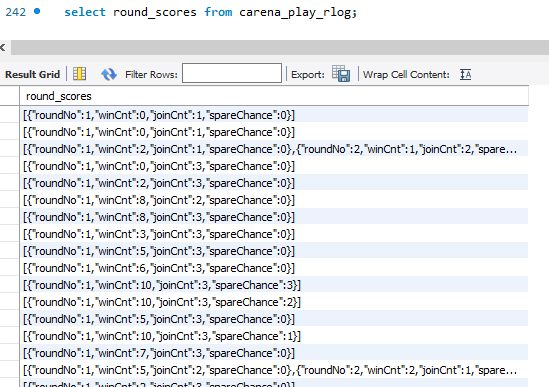 242 select round_scores from carena_play_rlog;
Result Grid Filter Rows: Export: Wrap Cell Content: IA
round_scores
[{"roundNo":1,"winCnt":0,"joinCnt":1,"spareChance":0}]
[{"roundNo":1,"winCnt":0,"joinCnt":1,"spareChance":0}]
[{"roundNo":1,"winCnt":2,"joinCnt":1,"spareChance":0},{"roundNo":2,"winCnt":1,"joinCnt":2,"spare...
[{"roundNo":1,"winCnt":0,"joinCnt":3,"spareChance":0}]
[{"roundNo":1,"winCnt":2,"joinCnt":3,"spareChance":0}]
[{"roundNo":1,"winCnt":8,"joinCnt":2,"spareChance":0}]
[{"roundNo":1,"winCnt":8,"joinCnt":3,"spareChance":0}]
[{"roundNo":1,"winCnt":3,"joinCnt":3,"spareChance":0}]
[{"roundNo":1,"winCnt":5,"joinCnt":3,"spareChance":0}]
[{"roundNo":1,"winCnt":6,"joinCnt":3,"spareChance":0}]
[{"roundNo":1,"winCnt":10,"joinCnt":3,"spareChance":3}]
[{"roundNo":1,"winCnt":10,"joinCnt":3,"spareChance":2}]
[{"roundNo":1,"winCnt":5,"joinCnt":3,"spareChance":0}]
[{"roundNo":1,"winCnt":10,"joinCnt":3,"spareChance":1}]
[{"roundNo":1,"winCnt":7,"joinCnt":3,"spareChance":0}]
[{"roundNo":1,"winCnt":5,"joinCnt":2,"spareChance":0},{"roundNo":2,"winCnt":2,"joinCnt":1,"spare...